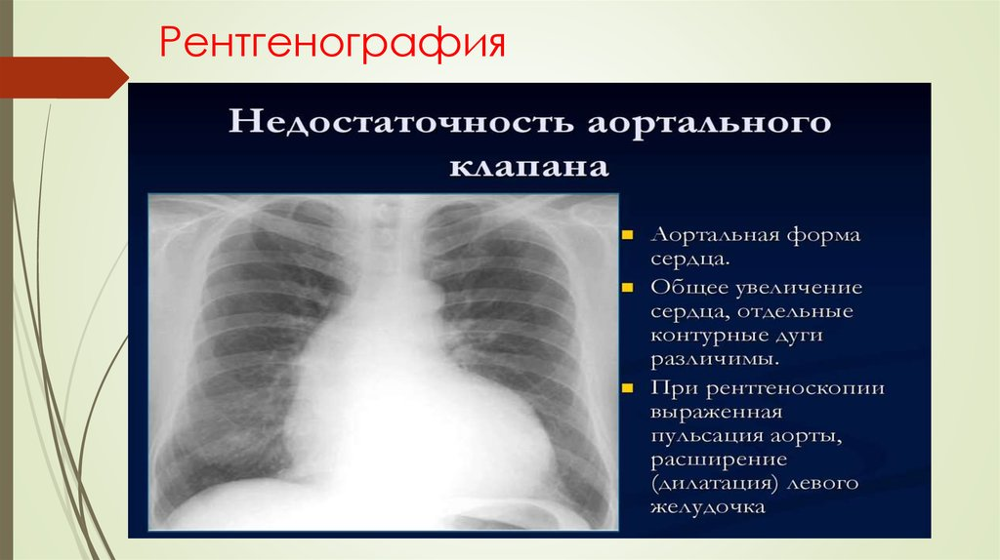 Рентгенография
Недостаточность аортального
клапана
Аортальная форма
сердца.
Общее увеличение
сердца, отдельные
контурные дуги
различимы.
При рентгеноскопии
выраженная
пульсация аорты,
расширение
(дилатация) левого
желудочка